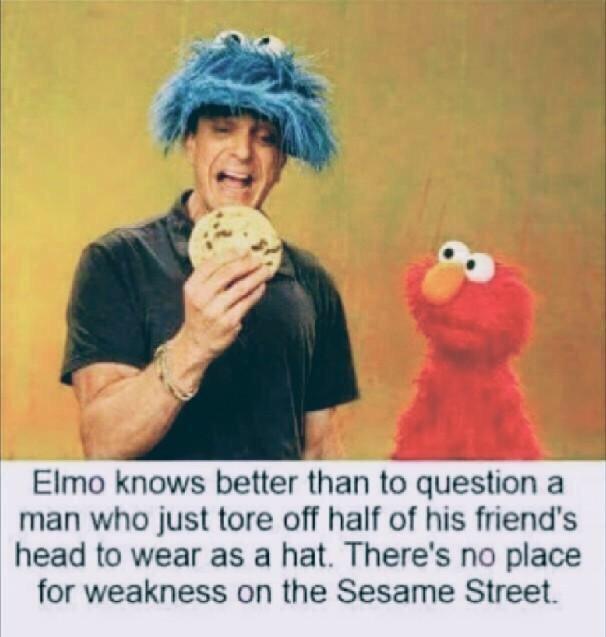 Elmo knows better than to question a
man who just tore off half of his friend's
head to wear as a hat. There's no place
for weakness on the Sesame Street.